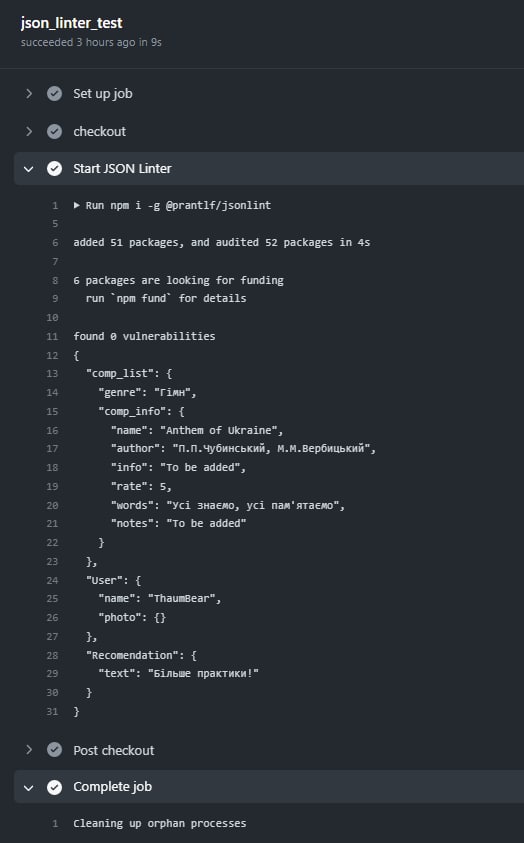 json_linter_test
succeeded 3 hours ago in 9s
Set up job
checkout
Start JSON Linter
1 ▶ Run npm i -g @prantlf/jsonlint
5
6 added 51 packages, and audited 52 packages in 4s
7
8 6 packages are looking for funding
9   run `npm fund` for details
10
11 found 0 vulnerabilities
12 {
13   "comp_list": {
14     "genre": "Гімн",
15     "comp_info": {
16       "name": "Anthem of Ukraine",
17       "author": "П.П.Чубинський, М.М.Вербицький",
18       "info": "To be added",
19       "rate": 5,
20       "words": "Усі знаємо, усі пам'ятаємо",
21       "notes": "To be added"
22     }
23   },
24   "User": {
25     "name": "ThaumBear",
26     "photo": {}
27   },
28   "Recomendation": {
29     "text": "Більше практики!"
30   }
31 }
Post checkout
Complete job
1 Cleaning up orphan processes